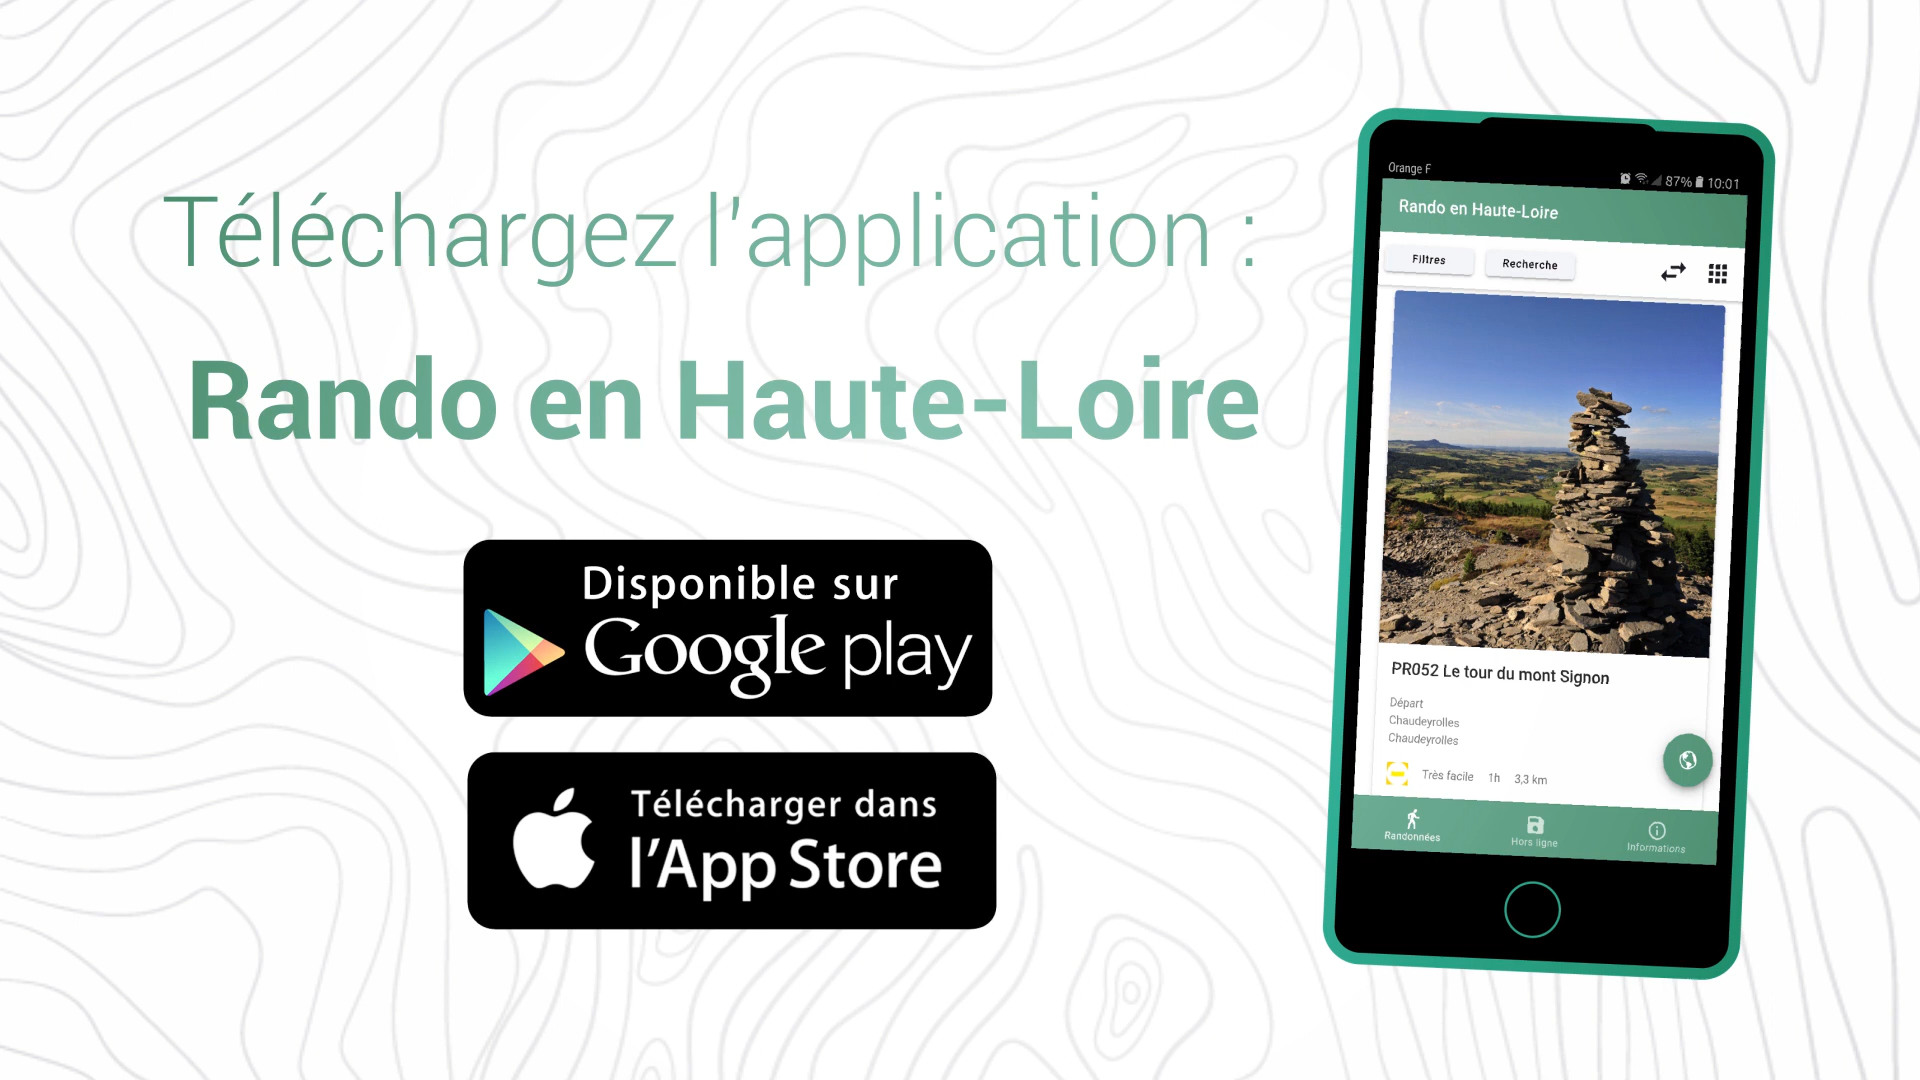 Téléchargez l'application :
Rando en Haute-Loire
Disponible sur
Google play
Télécharger dans
l'App Store
Orange F
87% 10:01
Rando en Haute-Loire
Filtres Recherche
PR052 Le tour du mont Signon
Départ
Chaudeyrolles
Chaudeyrolles
Très facile 1h 3,3 km
Randonnées Hors ligne Informations